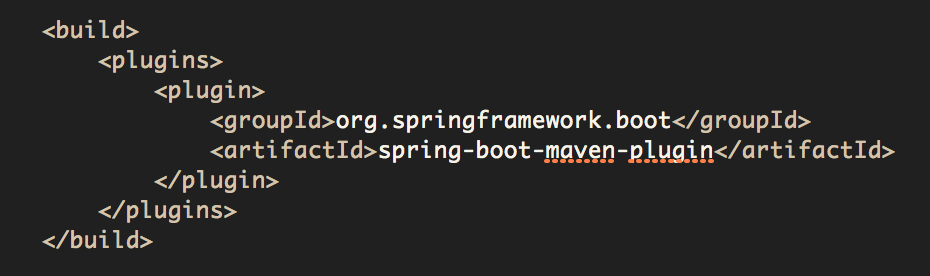 <build>
    <plugins>
        <plugin>
            <groupId>org.springframework.boot</groupId>
            <artifactId>spring-boot-maven-plugin</artifactId>
        </plugin>
    </plugins>
</build>